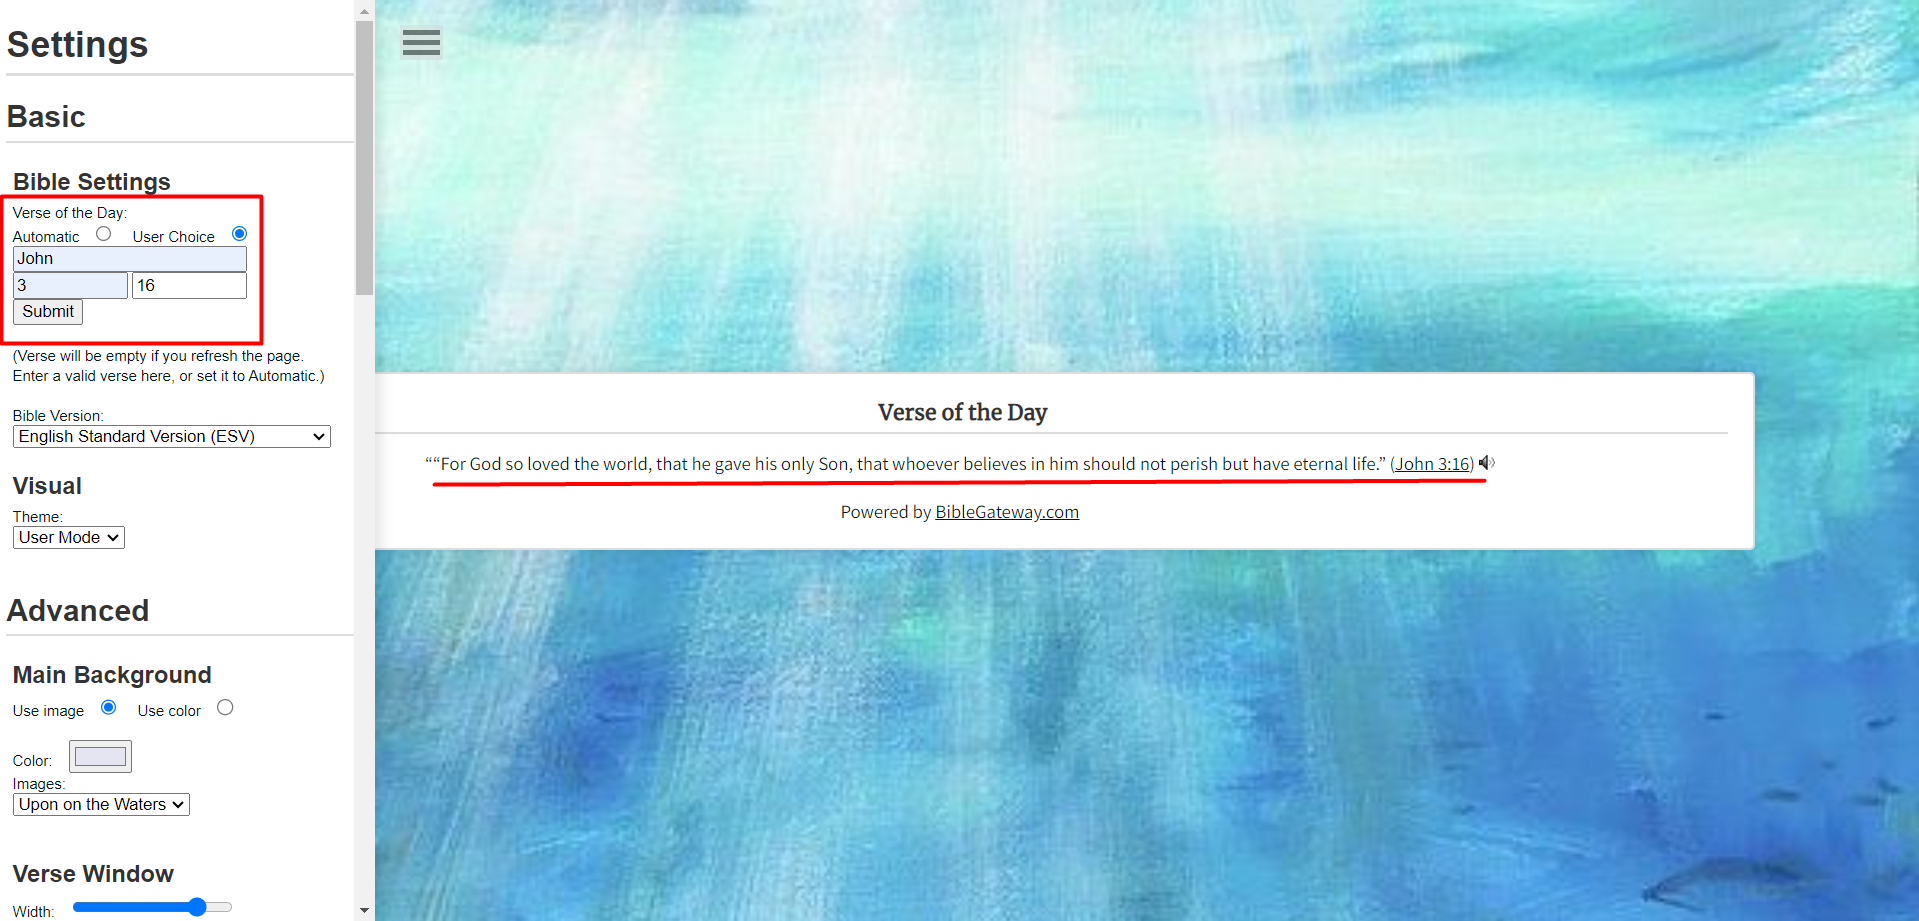 Settings
Basic
Bible Settings
Verse of the Day:
Automatic User Choice
John
3 16
Submit
(Verse will be empty if you refresh the page.
Enter a valid verse here, or set it to Automatic.)
Bible Version:
English Standard Version (ESV)
Visual
Theme:
User Mode
Advanced
Main Background
Use image Use color
Color:
Images:
Upon on the Waters
Verse Window
Width:
Verse of the Day
““For God so loved the world, that he gave his only Son, that whoever believes in him should not perish but have eternal life.” (John 3:16)
Powered by BibleGateway.com